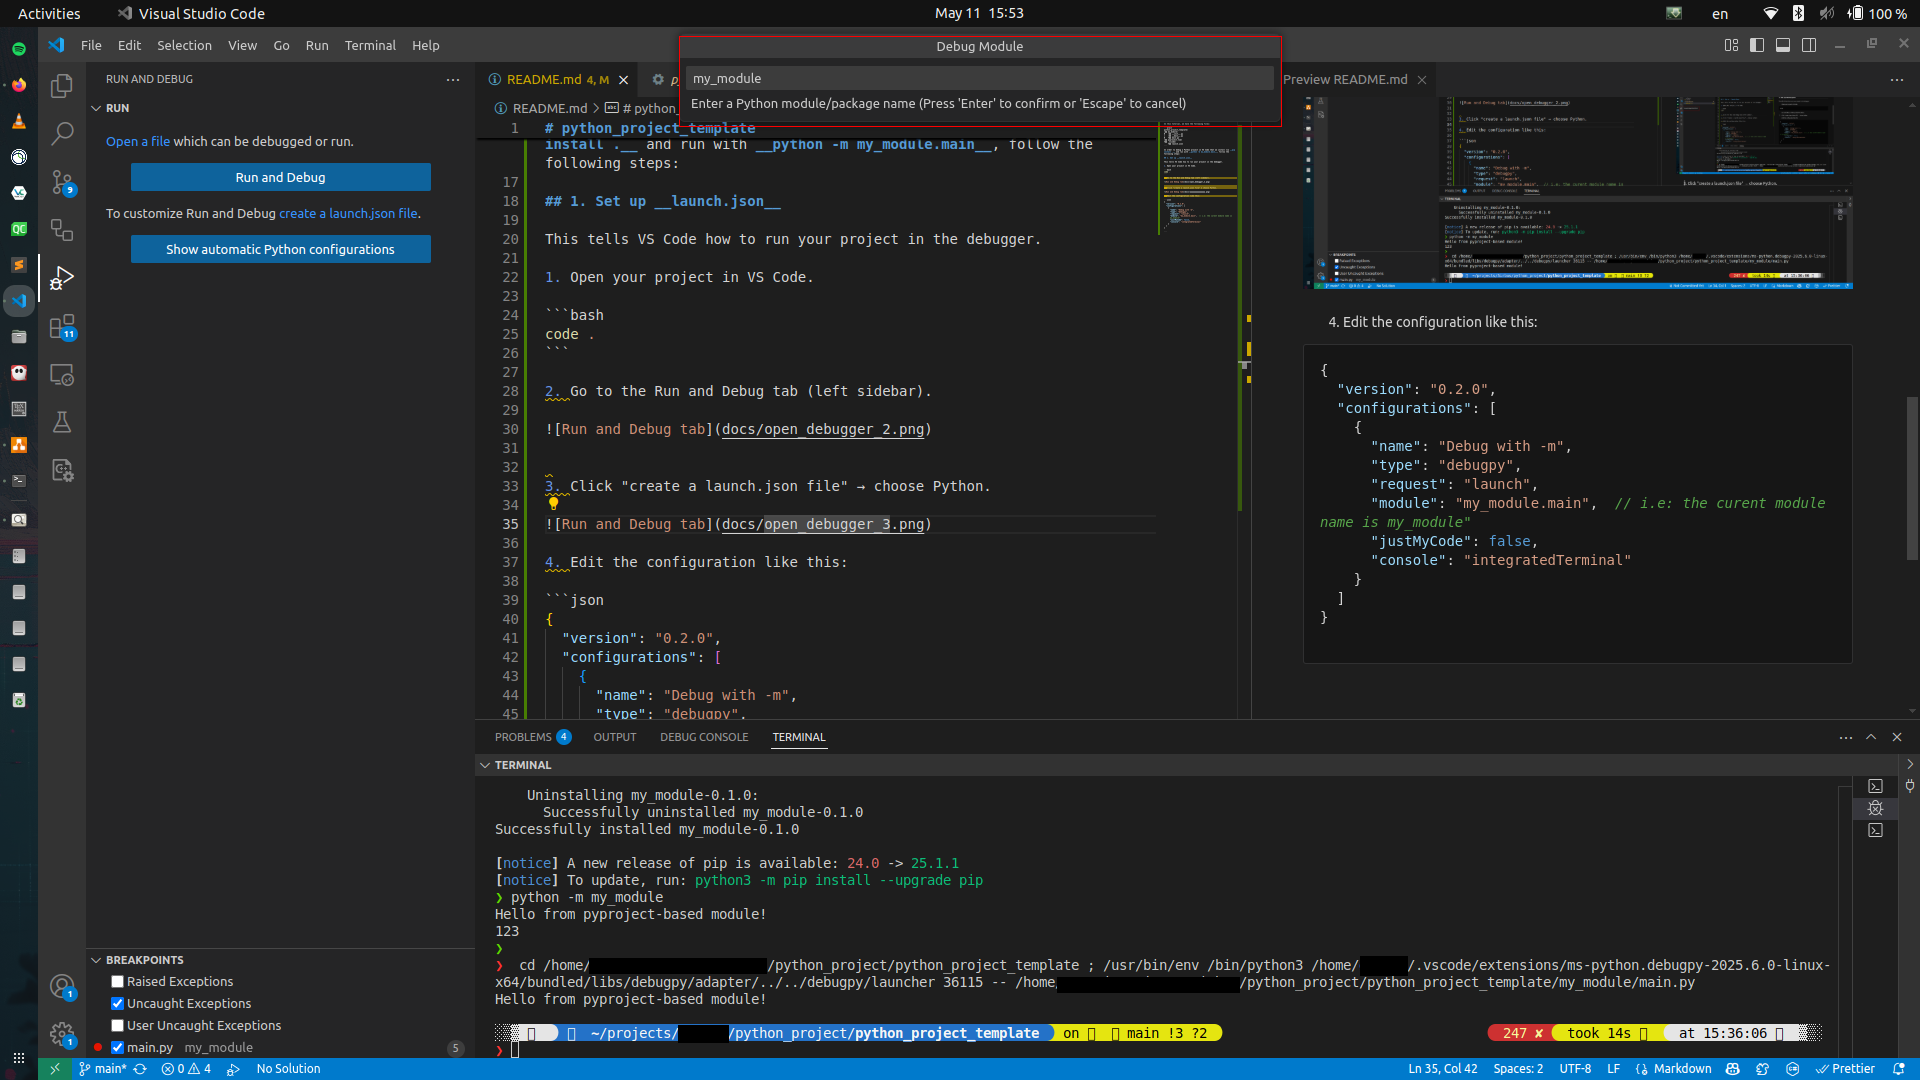 Activities
Visual Studio Code
May 11 15:53
en
100 %
File Edit Selection View Go Run Terminal Help
Debug Module
my_module
Enter a Python module/package name (Press 'Enter' to confirm or 'Escape' to cancel)
RUN AND DEBUG
RUN
Open a file which can be debugged or run.
Run and Debug
To customize Run and Debug create a launch.json file.
Show automatic Python configurations
9
11
1
1
BREAKPOINTS
Raised Exceptions
Uncaught Exceptions
User Uncaught Exceptions
main.py my_module 5
README.md 4, M
README.md > # python_
1 # python_project_template
install .__ and run with __python -m my_module.main__, follow the
following steps:
17
18 ## 1. Set up __launch.json__
19
20 This tells VS Code how to run your project in the debugger.
21
22 1. Open your project in VS Code.
23
24 ```bash
25 code .
26 ```
27
28 2. Go to the Run and Debug tab (left sidebar).
29
30 ![Run and Debug tab](docs/open_debugger_2.png)
31
32
33 3. Click "create a launch.json file" → choose Python.
34
35 ![Run and Debug tab](docs/open_debugger_3.png)
36
37 4. Edit the configuration like this:
38
39 ```json
40 {
41 "version": "0.2.0",
42 "configurations": [
43 {
44 "name": "Debug with -m",
45 "type": "debugpy",
Preview README.md
4. Edit the configuration like this:
{
"version": "0.2.0",
"configurations": [
{
"name": "Debug with -m",
"type": "debugpy",
"request": "launch",
"module": "my_module.main", // i.e: the curent module
name is my_module"
"justMyCode": false,
"console": "integratedTerminal"
}
]
}
PROBLEMS 4 OUTPUT DEBUG CONSOLE TERMINAL
TERMINAL
Uninstalling my_module-0.1.0:
Successfully uninstalled my_module-0.1.0
Successfully installed my_module-0.1.0
[notice] A new release of pip is available: 24.0 -> 25.1.1
[notice] To update, run: python3 -m pip install --upgrade pip
❯ python -m my_module
Hello from pyproject-based module!
123
❯
❯ cd /home/ /python_project/python_project_template ; /usr/bin/env /bin/python3 /home/ /.vscode/extensions/ms-python.debugpy-2025.6.0-linux-
x64/bundled/libs/debugpy/adapter/../../debugpy/launcher 36115 -- /home/ /python_project/python_project_template/my_module/main.py
Hello from pyproject-based module!
~/projects/ /python_project/python_project_template on main !3 ?2 247 ✘ took 14s at 15:36:06
❯
main* 0 4 No Solution Ln 35, Col 42 Spaces: 2 UTF-8 LF Markdown Prettier